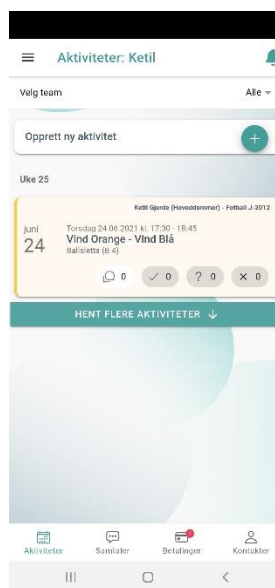 Aktiviteter: Ketil
Velg team Alle
Opprett ny aktivitet
Uke 25
Ketil Gjerde (Hoveddommer) - Fotball J-2012
juni
24
Torsdag 24.06.2021 kl. 17:30 - 18:45
Vind Orange - Vind Blå
Ballsletta (B 4)
0 0 ? 0 0
HENT FLERE AKTIVITETER
Aktiviteter Samtaler Betalinger Kontakter